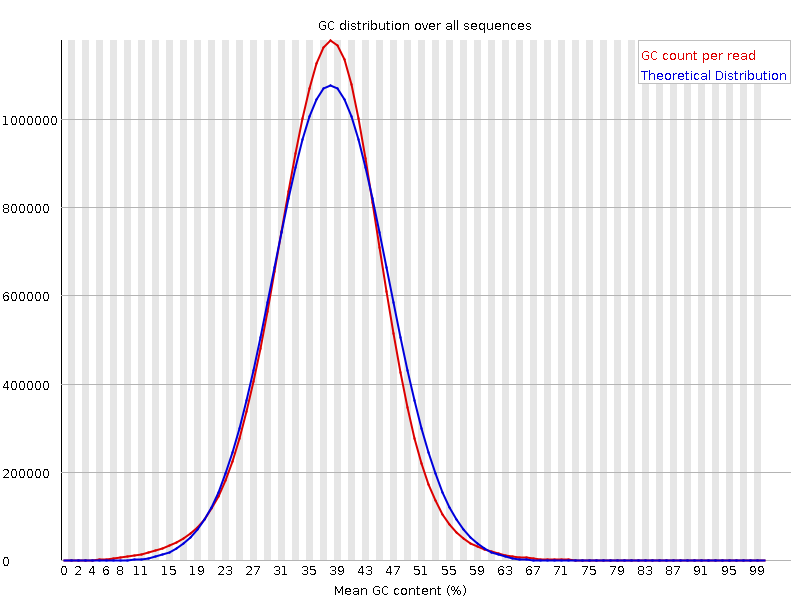 GC distribution over all sequences
GC count per read
Theoretical Distribution
1000000
800000
600000
400000
200000
0
0 2 4 6 8 11 15 19 23 27 31 35 39 43 47 51 55 59 63 67 71 75 79 83 87 91 95 99
Mean GC content (%)